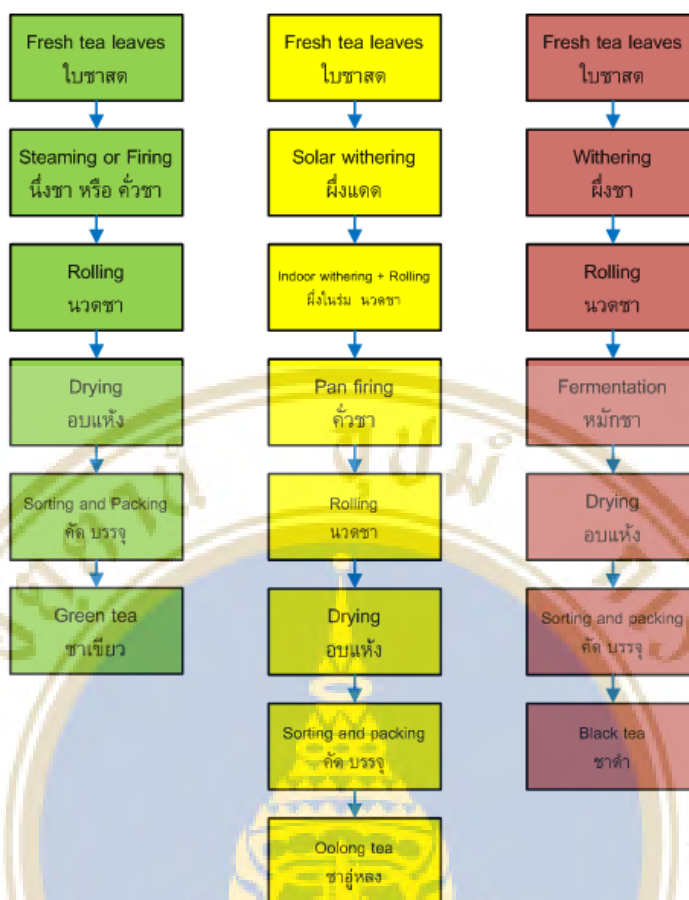 Fresh tea leaves
ใบชาสด
Steaming or Firing
นึ่งชา หรือ คั่วชา
Rolling
นวดชา
Drying
อบแห้ง
Sorting and Packing
คัด บรรจุ
Green tea
ชาเขียว
Fresh tea leaves
ใบชาสด
Solar withering
ผึ่งแดด
Indoor withering + Rolling
ผึ่งในร่ม นวดชา
Pan firing
คั่วชา
Rolling
นวดชา
Drying
อบแห้ง
Sorting and packing
คัด บรรจุ
Oolong tea
ชาอู่หลง
Fresh tea leaves
ใบชาสด
Withering
ผึ่งชา
Rolling
นวดชา
Fermentation
หมักชา
Drying
อบแห้ง
Sorting and packing
คัด บรรจุ
Black tea
ชาดำ